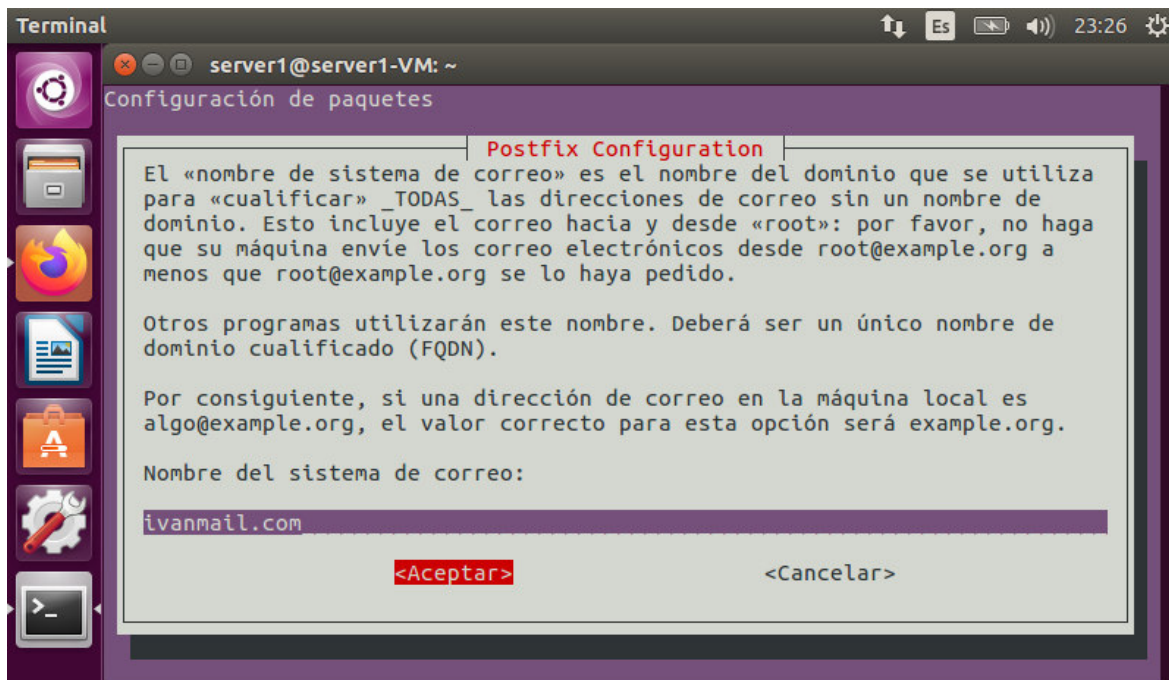 Terminal
Es
23:26
server1@server1-VM: ~
Configuración de paquetes
Postfix Configuration
El «nombre de sistema de correo» es el nombre del dominio que se utiliza
para «cualificar» _TODAS_ las direcciones de correo sin un nombre de
dominio. Esto incluye el correo hacia y desde «root»: por favor, no haga
que su máquina envíe los correo electrónicos desde root@example.org a
menos que root@example.org se lo haya pedido.
Otros programas utilizarán este nombre. Deberá ser un único nombre de
dominio cualificado (FQDN).
Por consiguiente, si una dirección de correo en la máquina local es
algo@example.org, el valor correcto para esta opción será example.org.
Nombre del sistema de correo:
ivanmail.com
<Aceptar> <Cancelar>